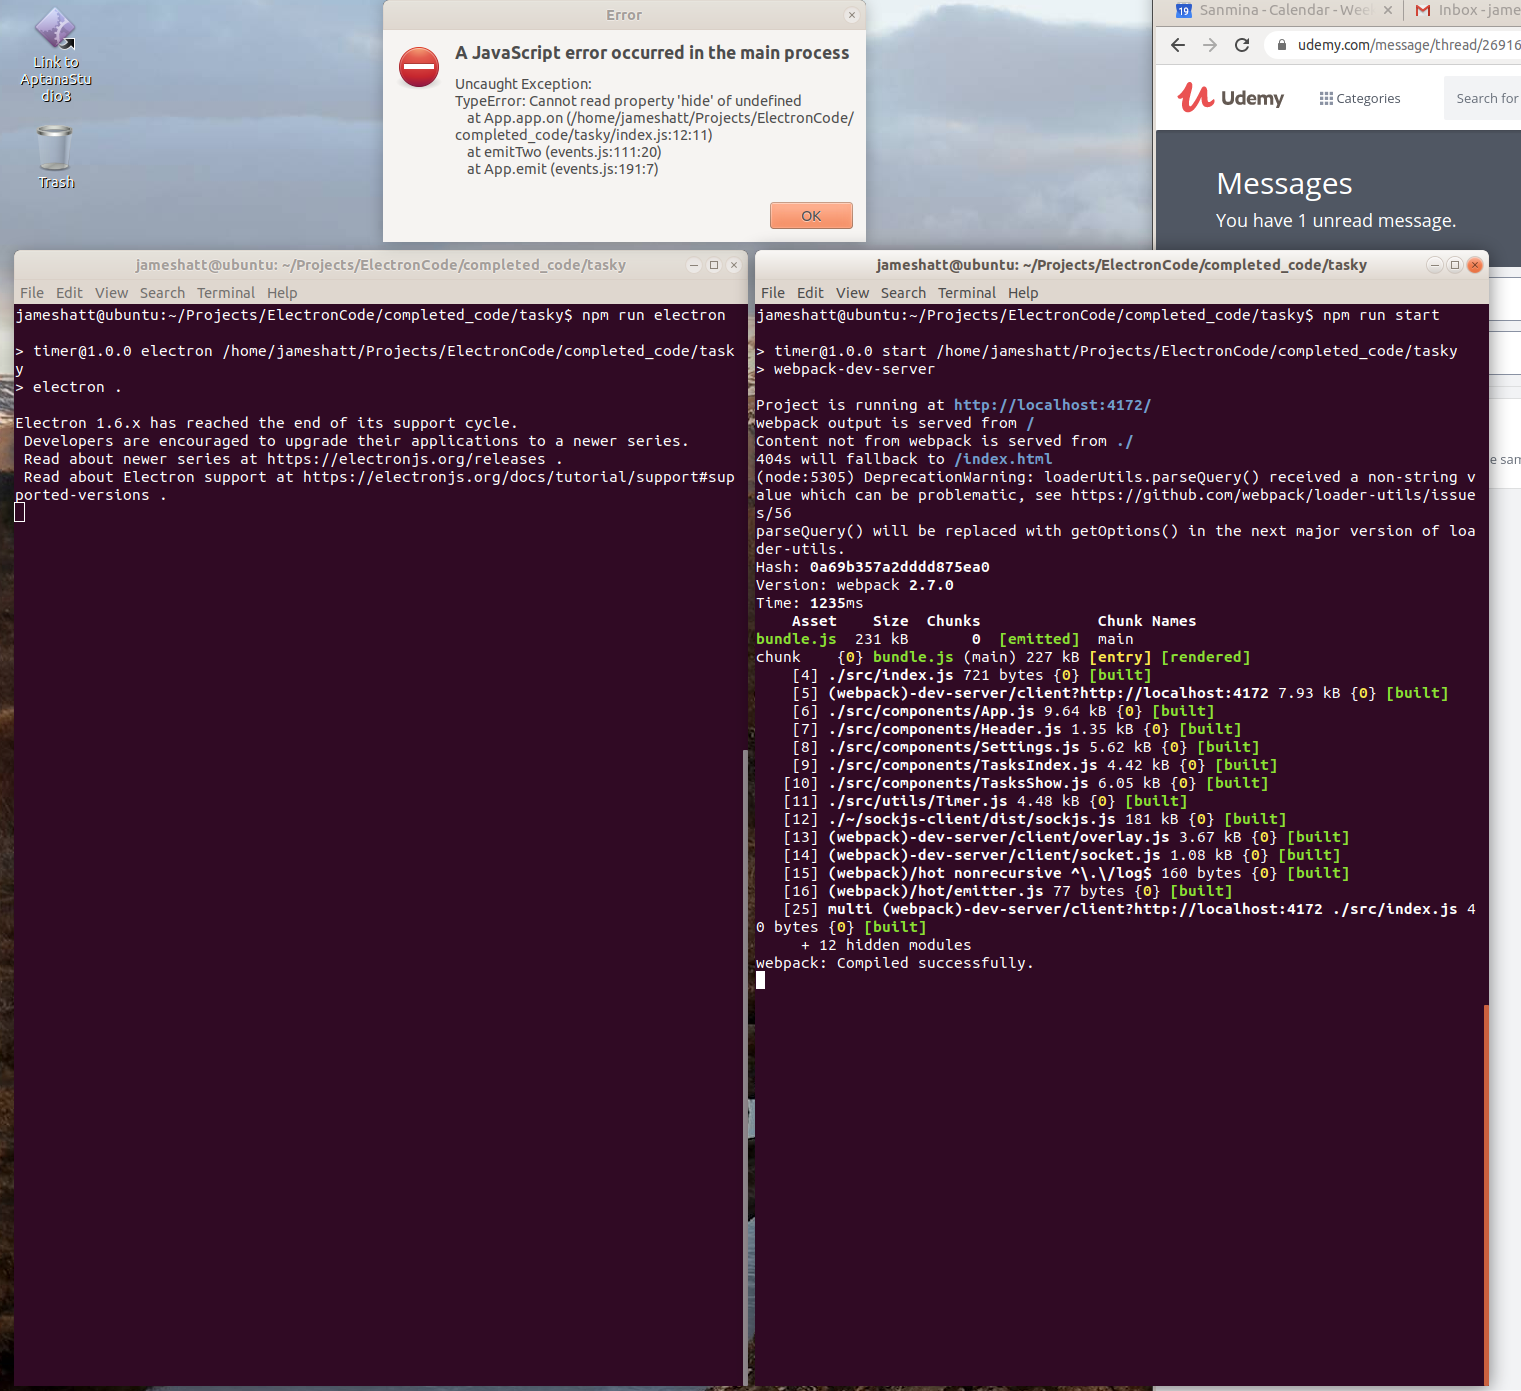 Link to
AptanaStu
dio3
Trash
Error
A JavaScript error occurred in the main process
Uncaught Exception:
TypeError: Cannot read property 'hide' of undefined
at App.app.on (/home/jameshatt/Projects/ElectronCode/
completed_code/tasky/index.js:12:11)
at emitTwo (events.js:111:20)
at App.emit (events.js:191:7)
OK
19 Sanmina - Calendar - Wee
Inbox - jame
udemy.com/message/thread/26916
Udemy
Categories
Search for
Messages
You have 1 unread message.
e sam
jameshatt@ubuntu: ~/Projects/ElectronCode/completed_code/tasky
File Edit View Search Terminal Help
jameshatt@ubuntu:~/Projects/ElectronCode/completed_code/tasky$ npm run electron
> timer@1.0.0 electron /home/jameshatt/Projects/ElectronCode/completed_code/task
y
> electron .
Electron 1.6.x has reached the end of its support cycle.
Developers are encouraged to upgrade their applications to a newer series.
Read about newer series at https://electronjs.org/releases .
Read about Electron support at https://electronjs.org/docs/tutorial/support#sup
ported-versions .
jameshatt@ubuntu: ~/Projects/ElectronCode/completed_code/tasky
File Edit View Search Terminal Help
jameshatt@ubuntu:~/Projects/ElectronCode/completed_code/tasky$ npm run start
> timer@1.0.0 start /home/jameshatt/Projects/ElectronCode/completed_code/tasky
> webpack-dev-server
Project is running at http://localhost:4172/
webpack output is served from /
Content not from webpack is served from ./
404s will fallback to /index.html
(node:5305) DeprecationWarning: loaderUtils.parseQuery() received a non-string v
alue which can be problematic, see https://github.com/webpack/loader-utils/issue
s/56
parseQuery() will be replaced with getOptions() in the next major version of loa
der-utils.
Hash: 0a69b357a2dddd875ea0
Version: webpack 2.7.0
Time: 1235ms
Asset Size Chunks Chunk Names
bundle.js 231 kB 0 [emitted] main
chunk {0} bundle.js (main) 227 kB [entry] [rendered]
[4] ./src/index.js 721 bytes {0} [built]
[5] (webpack)-dev-server/client?http://localhost:4172 7.93 kB {0} [built]
[6] ./src/components/App.js 9.64 kB {0} [built]
[7] ./src/components/Header.js 1.35 kB {0} [built]
[8] ./src/components/Settings.js 5.62 kB {0} [built]
[9] ./src/components/TasksIndex.js 4.42 kB {0} [built]
[10] ./src/components/TasksShow.js 6.05 kB {0} [built]
[11] ./src/utils/Timer.js 4.48 kB {0} [built]
[12] ./~/sockjs-client/dist/sockjs.js 181 kB {0} [built]
[13] (webpack)-dev-server/client/overlay.js 3.67 kB {0} [built]
[14] (webpack)-dev-server/client/socket.js 1.08 kB {0} [built]
[15] (webpack)/hot nonrecursive ^\.\/log$ 160 bytes {0} [built]
[16] (webpack)/hot/emitter.js 77 bytes {0} [built]
[25] multi (webpack)-dev-server/client?http://localhost:4172 ./src/index.js 4
0 bytes {0} [built]
+ 12 hidden modules
webpack: Compiled successfully.